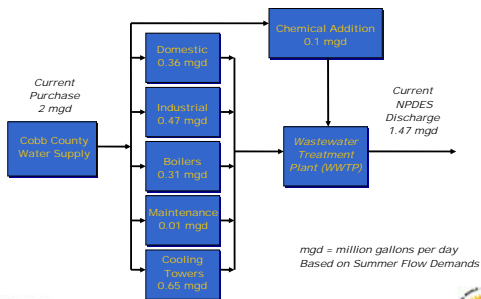 Chemical Addition
0.1 mgd
Domestic
0.36 mgd
Current
Purchase
2 mgd
Industrial
0.47 mgd
Current
NPDES
Discharge
1.47 mgd
Cobb County
Water Supply
Wastewater
Treatment
Plant (WWTP)
Boilers
0.31 mgd
Maintenance
0.01 mgd
Cooling
Towers
0.65 mgd
mgd = million gallons per day
Based on Summer Flow Demands